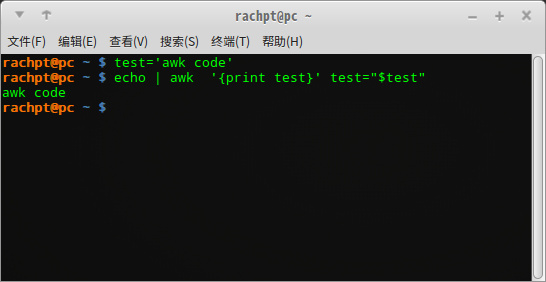 rachpt@pc ~
文件(F) 编辑(E) 查看(V) 搜索(S) 终端(T) 帮助(H)
rachpt@pc ~ $ test='awk code'
rachpt@pc ~ $ echo | awk  '{print test}' test="$test"
awk code
rachpt@pc ~ $